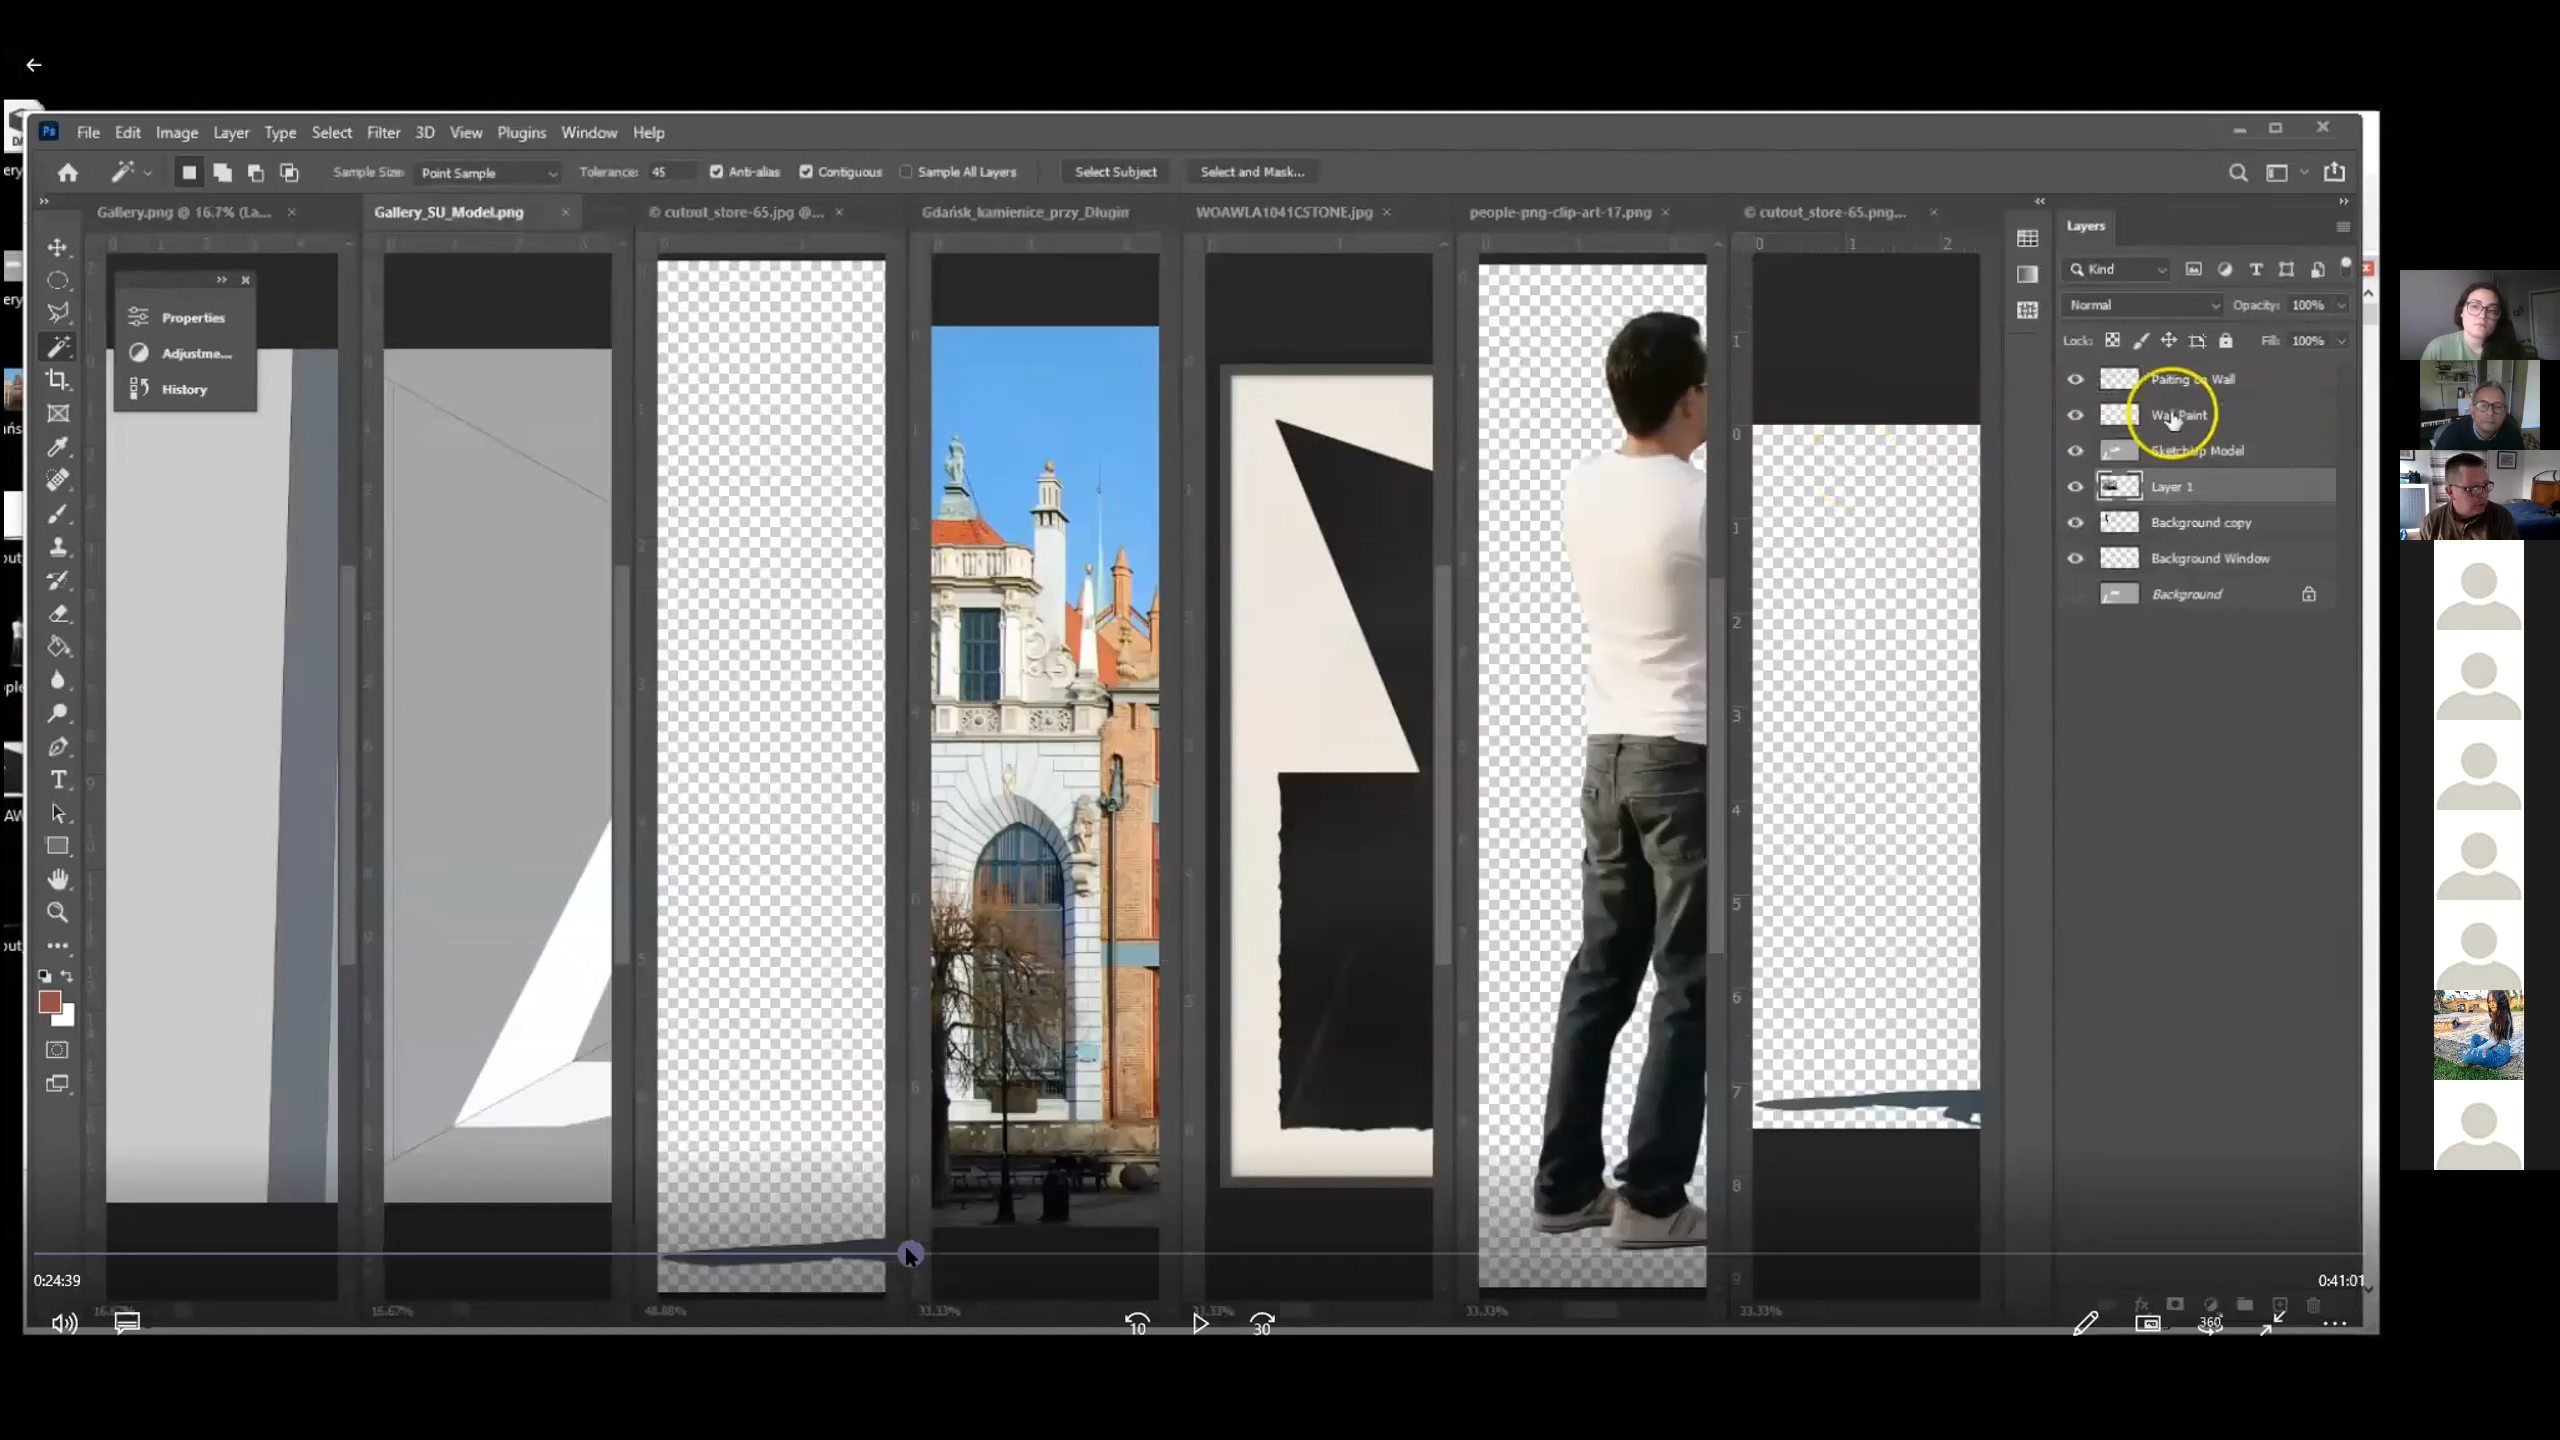 Ps File Edit Image Layer Type Select Filter 3D View Plugins Window Help
Sample Size: Point Sample Tolerance: 45 Anti-alias Contiguous Sample All Layers Select Subject Select and Mask...
Gallery.png @ 16.7% (La... × Gallery_SU_Model.png × © cutout_store-65.jpg @... × Gdańsk_kamienice_przy_Długim WOAWLA1041CSTONE.jpg × people-png-clip-art-17.png × © cutout_store-65.png... ×
Properties
Adjustme...
History
Layers
Kind
Normal Opacity: 100%
Lock: Fill: 100%
Paiting on Wall
Wall Paint
SketchUp Model
Layer 1
Background copy
Background Window
Background
0:24:39 0:41:01
16.67% 16.67% 48.88% 33.33% 33.33% 33.33% 33.33%
10 30 360